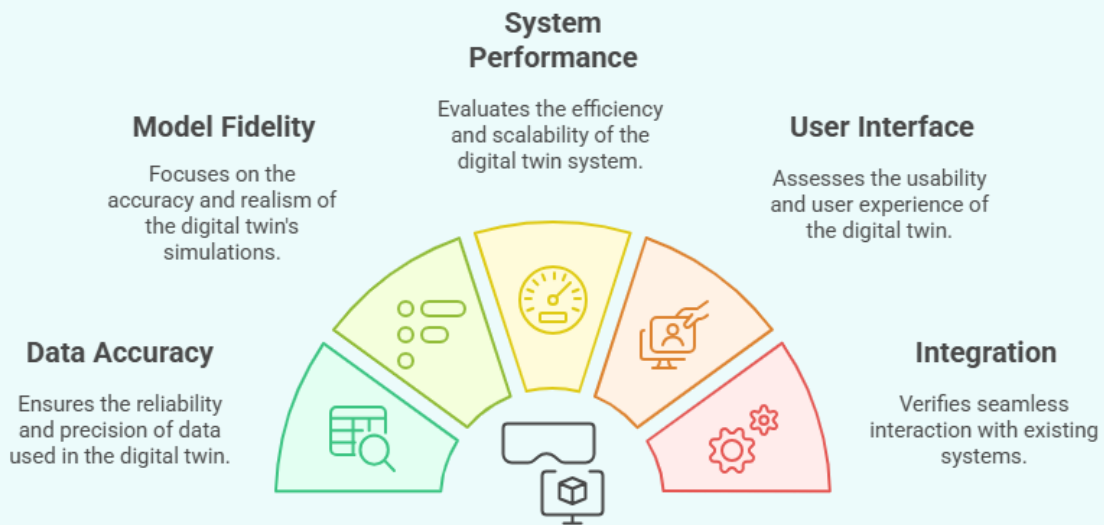 System
Performance
Evaluates the efficiency
and scalability of the
digital twin system.
Model Fidelity
Focuses on the
accuracy and realism of
the digital twin's
simulations.
User Interface
Assesses the usability
and user experience of
the digital twin.
Data Accuracy
Ensures the reliability
and precision of data
used in the digital twin.
Integration
Verifies seamless
interaction with existing
systems.